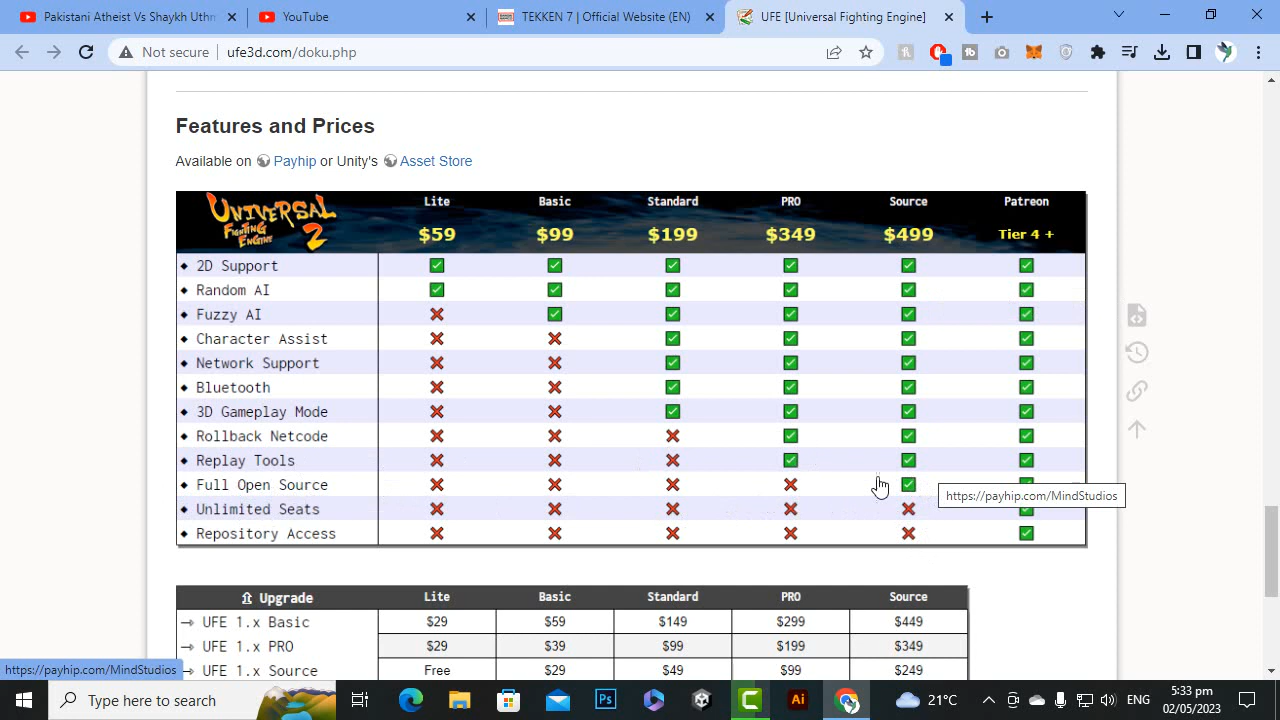 Pakistani Atheist Vs Shaykh Uthm
YouTube
TEKKEN 7 | Official Website (EN)
UFE [Universal Fighting Engine]
Not secure
ufe3d.com/doku.php
Features and Prices
Available on Payhip or Unity's Asset Store
UNIVERSAL FIGHTING ENGINE 2
Lite Basic Standard PRO Source Patreon
$59 $99 $199 $349 $499 Tier 4 +
2D Support
Random AI
Fuzzy AI
Character Assist
Network Support
Bluetooth
3D Gameplay Mode
Rollback Netcode
Replay Tools
Full Open Source
https://payhip.com/MindStudios
Unlimited Seats
Repository Access
Upgrade Lite Basic Standard PRO Source
UFE 1.x Basic $29 $59 $149 $299 $449
UFE 1.x PRO $29 $39 $99 $199 $349
UFE 1.x Source Free $29 $49 $99 $249
https://payhip.com/MindStudios
Type here to search
Ps
Ai
21°C
ENG
5:33 pm
02/05/2023